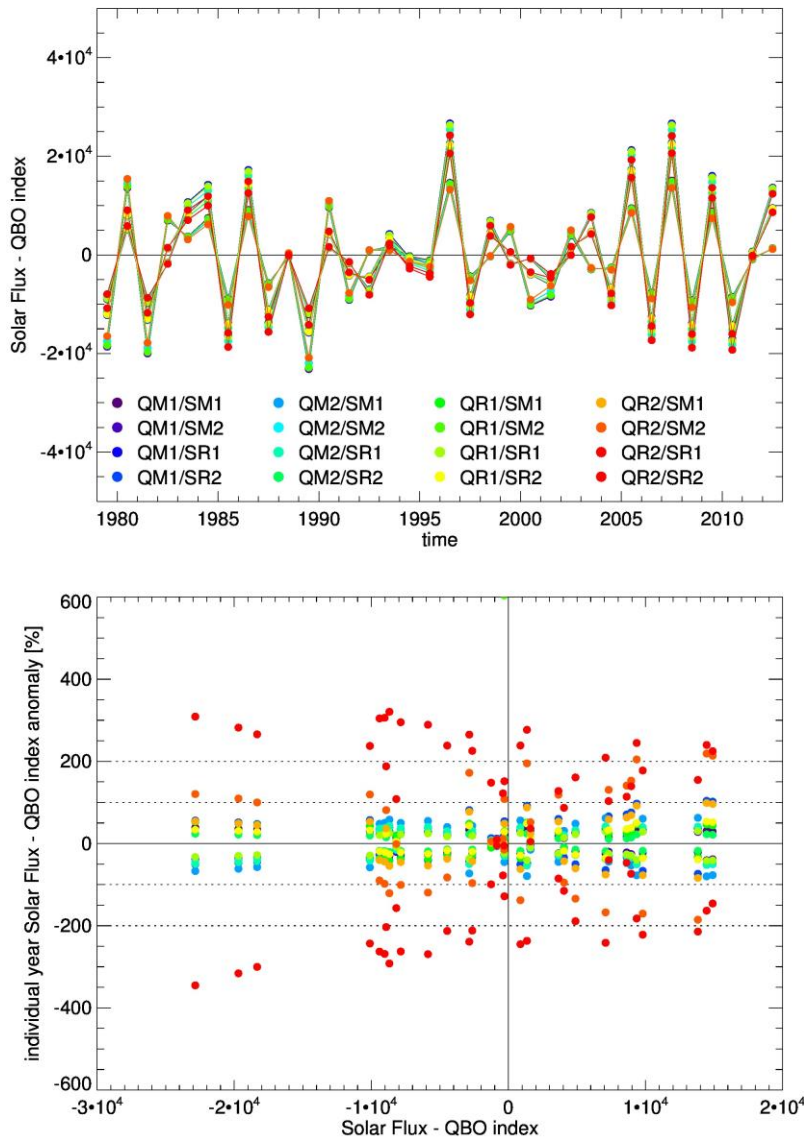 4•10⁴
2•10⁴
0
-2•10⁴
-4•10⁴
Solar Flux - QBO index
QM1/SM1 QM2/SM1 QR1/SM1 QR2/SM1
QM1/SM2 QM2/SM2 QR1/SM2 QR2/SM2
QM1/SR1 QM2/SR1 QR1/SR1 QR2/SR1
QM1/SR2 QM2/SR2 QR1/SR2 QR2/SR2
1980 1985 1990 1995 2000 2005 2010
time
600
400
200
0
-200
-400
-600
individual year Solar Flux - QBO index anomaly [%]
-3•10⁴ -2•10⁴ -1•10⁴ 0 1•10⁴ 2•10⁴
Solar Flux - QBO index